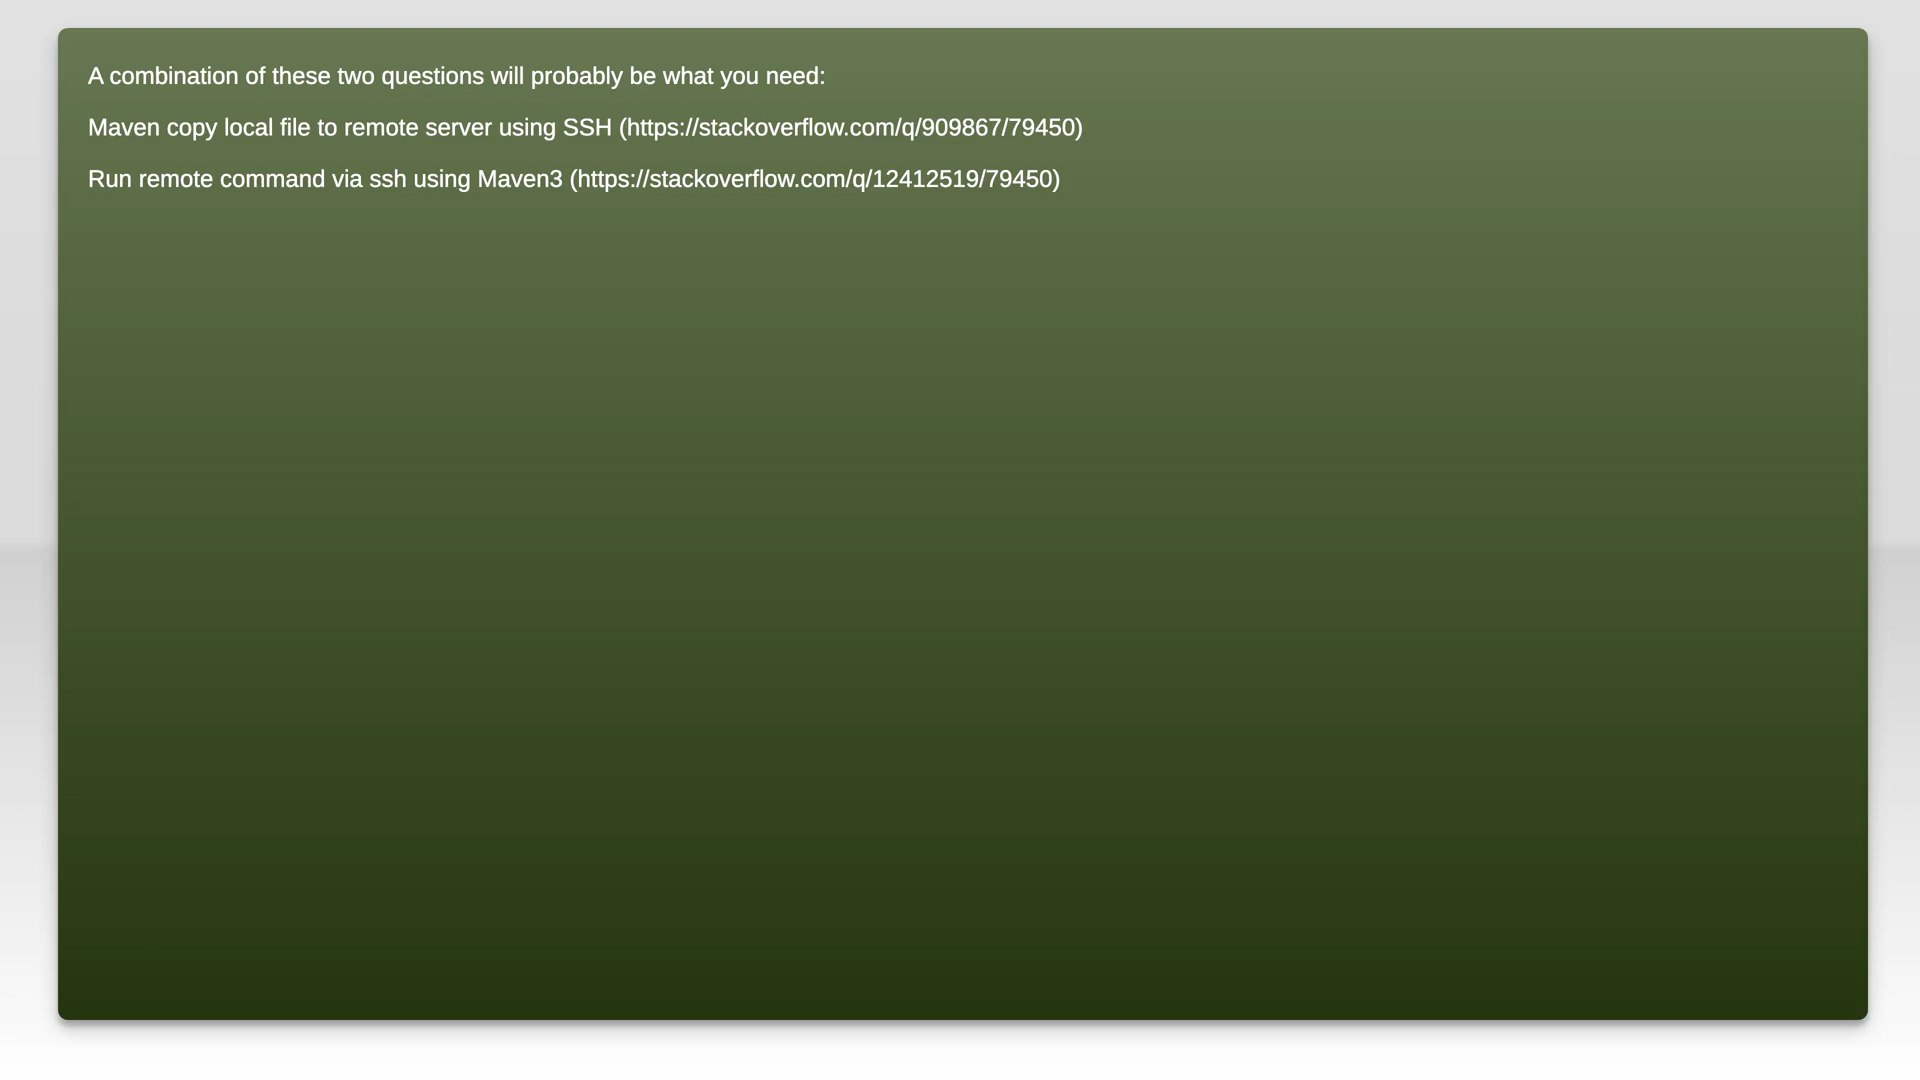 A combination of these two questions will probably be what you need:
Maven copy local file to remote server using SSH (https://stackoverflow.com/q/909867/79450)
Run remote command via ssh using Maven3 (https://stackoverflow.com/q/12412519/79450)